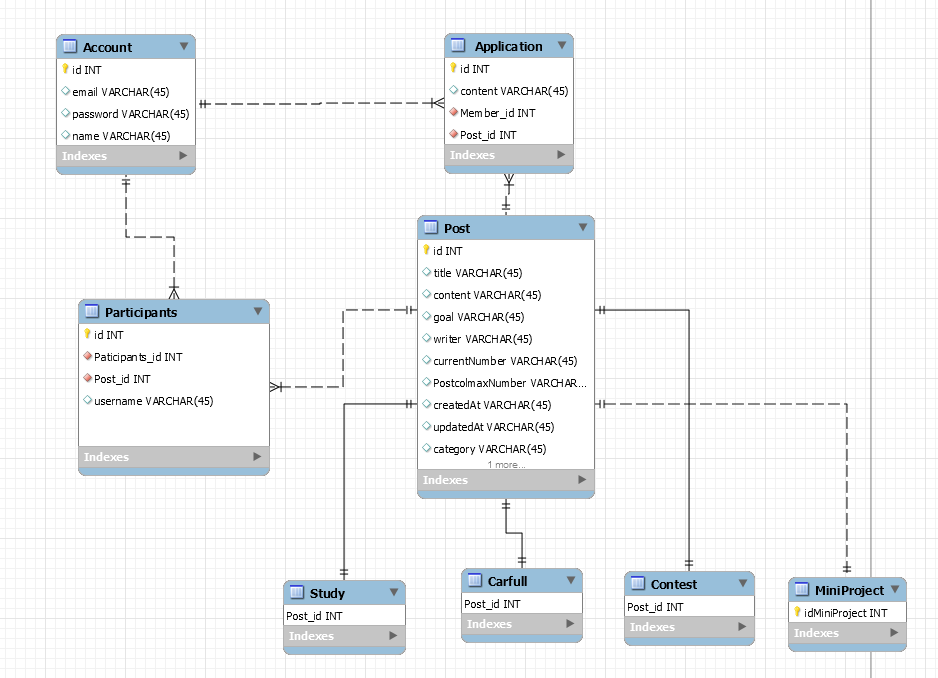 Account
id INT
email VARCHAR(45)
password VARCHAR(45)
name VARCHAR(45)
Indexes
Application
id INT
content VARCHAR(45)
Member_id INT
Post_id INT
Indexes
Participants
id INT
Paticipants_id INT
Post_id INT
username VARCHAR(45)
Indexes
Post
id INT
title VARCHAR(45)
content VARCHAR(45)
goal VARCHAR(45)
writer VARCHAR(45)
currentNumber VARCHAR(45)
PostcolmaxNumber VARCHAR...
createdAt VARCHAR(45)
updatedAt VARCHAR(45)
category VARCHAR(45)
1 more...
Indexes
Study
Post_id INT
Indexes
Carfull
Post_id INT
Indexes
Contest
Post_id INT
Indexes
MiniProject
idMiniProject INT
Indexes